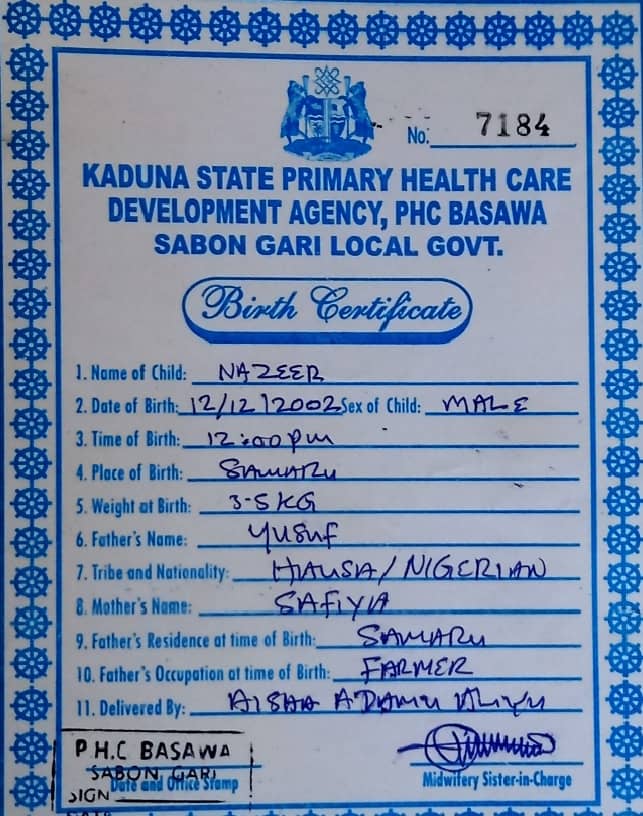 No. 7184
KADUNA STATE PRIMARY HEALTH CARE
DEVELOPMENT AGENCY, PHC BASAWA
SABON GARI LOCAL GOVT.
Birth Certificate
1. Name of Child: NAZEER
2. Date of Birth: 12/12/2002 Sex of Child: MALE
3. Time of Birth: 12:00pm
4. Place of Birth: SAMARU
5. Weight at Birth: 3-5KG
6. Father's Name: YUSUF
7. Tribe and Nationality: HAUSA/NIGERIAN
8. Mother's Name: SAFIYA
9. Father's Residence at time of Birth: SAMARU
10. Father's Occupation at time of Birth: FARMER
11. Delivered By: AISHA ADAMU ALIYU
P.H.C BASAWA
SABON GARI
Date and Office Stamp
SIGN
Midwifery Sister-in-Charge